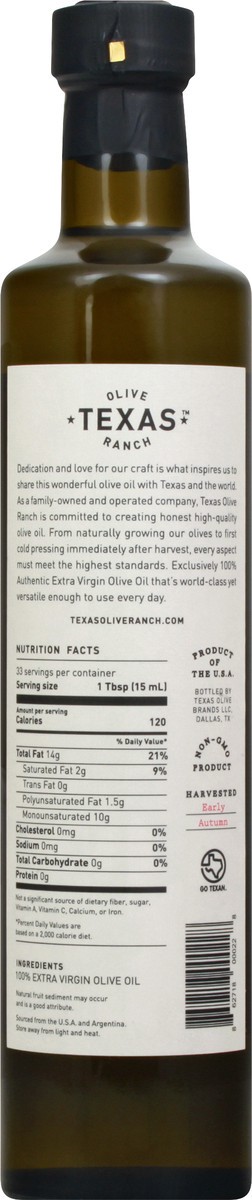 OLIVE
★TEXAS★™
RANCH
Dedication and love for our craft is what inspires us to
share this wonderful olive oil with Texas and the world.
As a family-owned and operated company, Texas Olive
Ranch is committed to creating honest high-quality
olive oil. From naturally growing our olives to first
cold pressing immediately after harvest, every aspect
must meet the highest standards. Exclusively 100%
Authentic Extra Virgin Olive Oil that's world-class yet
versatile enough to use every day.
TEXASOLIVERANCH.COM
NUTRITION FACTS
33 servings per container
Serving size 1 Tbsp (15 mL)
Amount per serving
Calories 120
% Daily Value*
Total Fat 14g 21%
Saturated Fat 2g 9%
Trans Fat 0g
Polyunsaturated Fat 1.5g
Monounsaturated 10g
Cholesterol 0mg 0%
Sodium 0mg 0%
Total Carbohydrate 0g 0%
Protein 0g
Not a significant source of dietary fiber, sugar,
Vitamin A, Vitamin C, Calcium, or Iron.
*Percent Daily Values are
based on a 2,000 calorie diet.
INGREDIENTS
100% EXTRA VIRGIN OLIVE OIL
Natural fruit sediment may occur
and is a good attribute.
Sourced from the U.S.A. and Argentina.
Store away from light and heat.
PRODUCT
OF THE
U.S.A.
BOTTLED BY
TEXAS OLIVE
BRANDS LLC,
DALLAS, TX
NON-GMO
PRODUCT
HARVESTED
Early
Autumn
GO TEXAN.
8 62718 00022 8